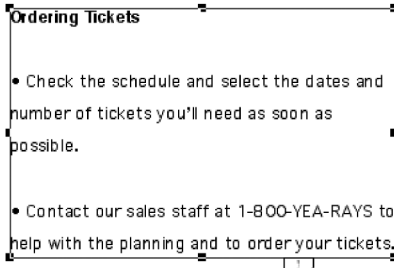 Ordering Tickets
• Check the schedule and select the dates and
number of tickets you'll need as soon as
possible.
• Contact our sales staff at 1-800-YEA-RAYS to
help with the planning and to order your tickets.
1